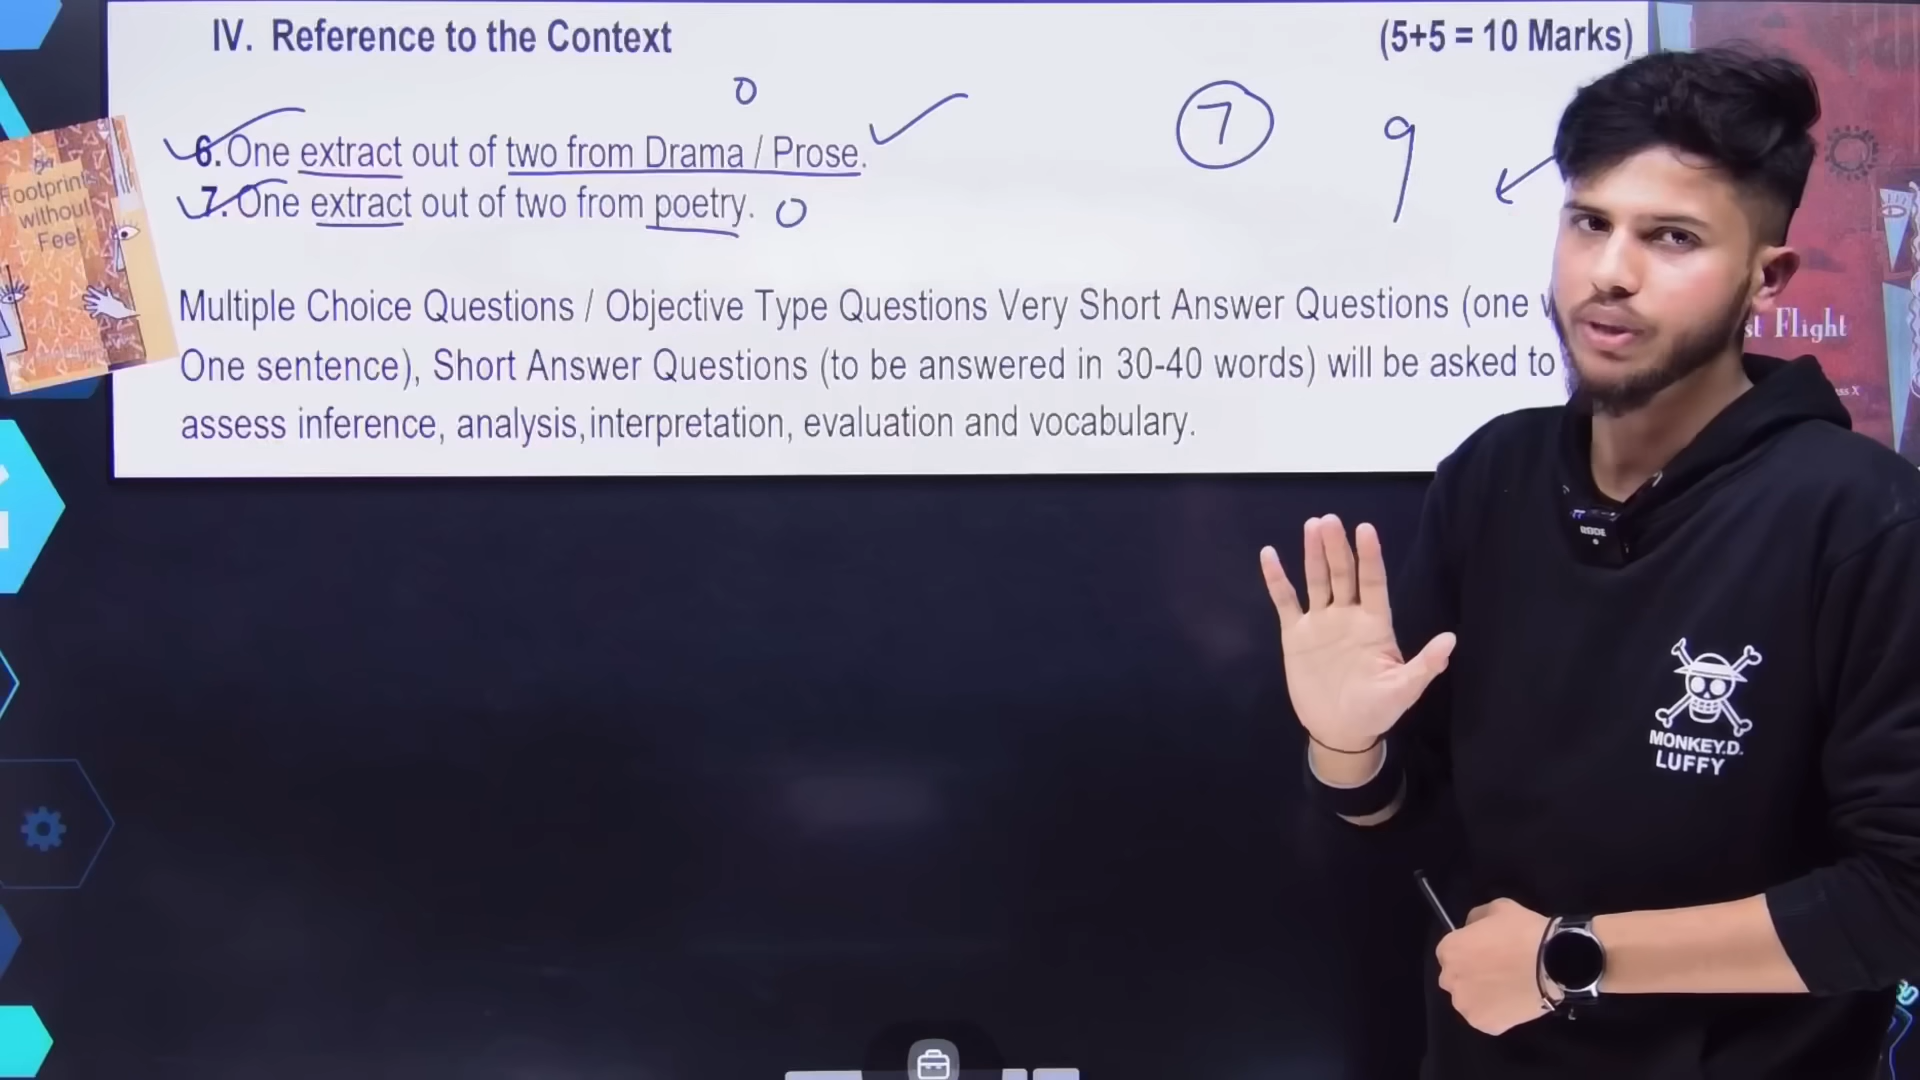 IV. Reference to the Context (5+5 = 10 Marks)
0
7 9
6. One extract out of two from Drama / Prose.
7. One extract out of two from poetry. 0
Multiple Choice Questions / Objective Type Questions Very Short Answer Questions (one
One sentence), Short Answer Questions (to be answered in 30-40 words) will be asked to
assess inference, analysis, interpretation, evaluation and vocabulary.
Footprints
without
Feet
Flight
RODE
MONKEY.D.
LUFFY